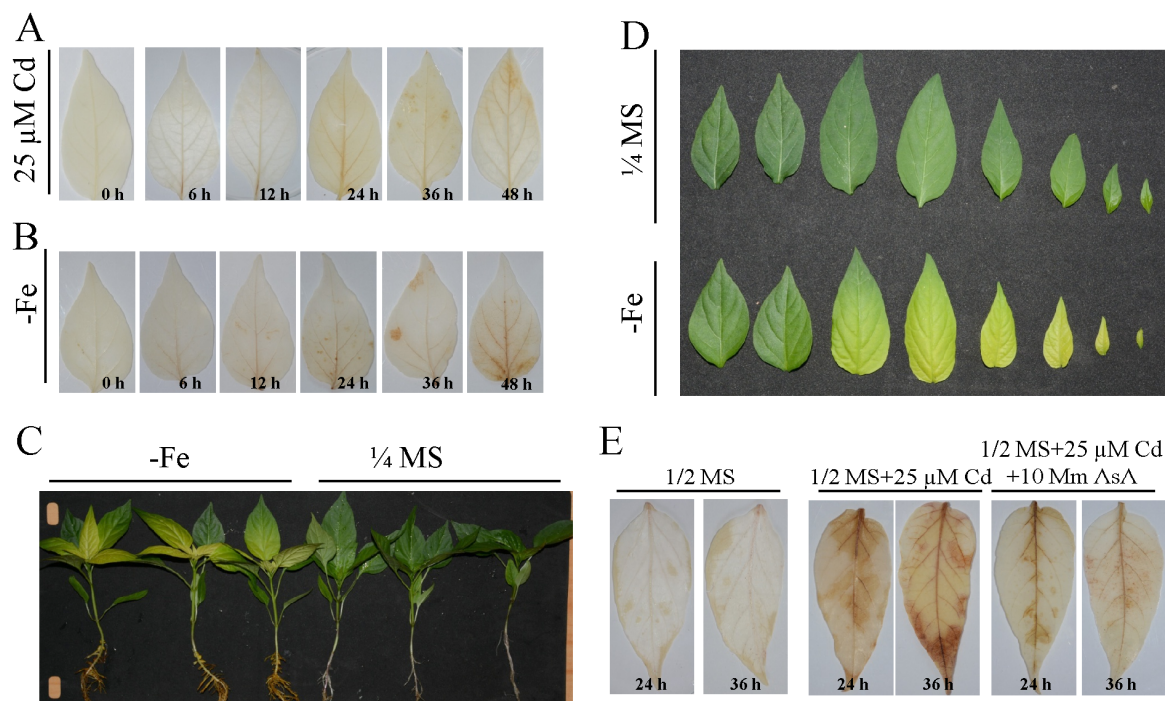 A
25 µM Cd
0 h
6 h
12 h
24 h
36 h
48 h
B
-Fe
0 h
6 h
12 h
24 h
36 h
48 h
C
-Fe
¼ MS
D
¼ MS
-Fe
E
1/2 MS
1/2 MS+25 µM Cd
1/2 MS+25 µM Cd
+10 Mm AsA
24 h
36 h
24 h
36 h
24 h
36 h